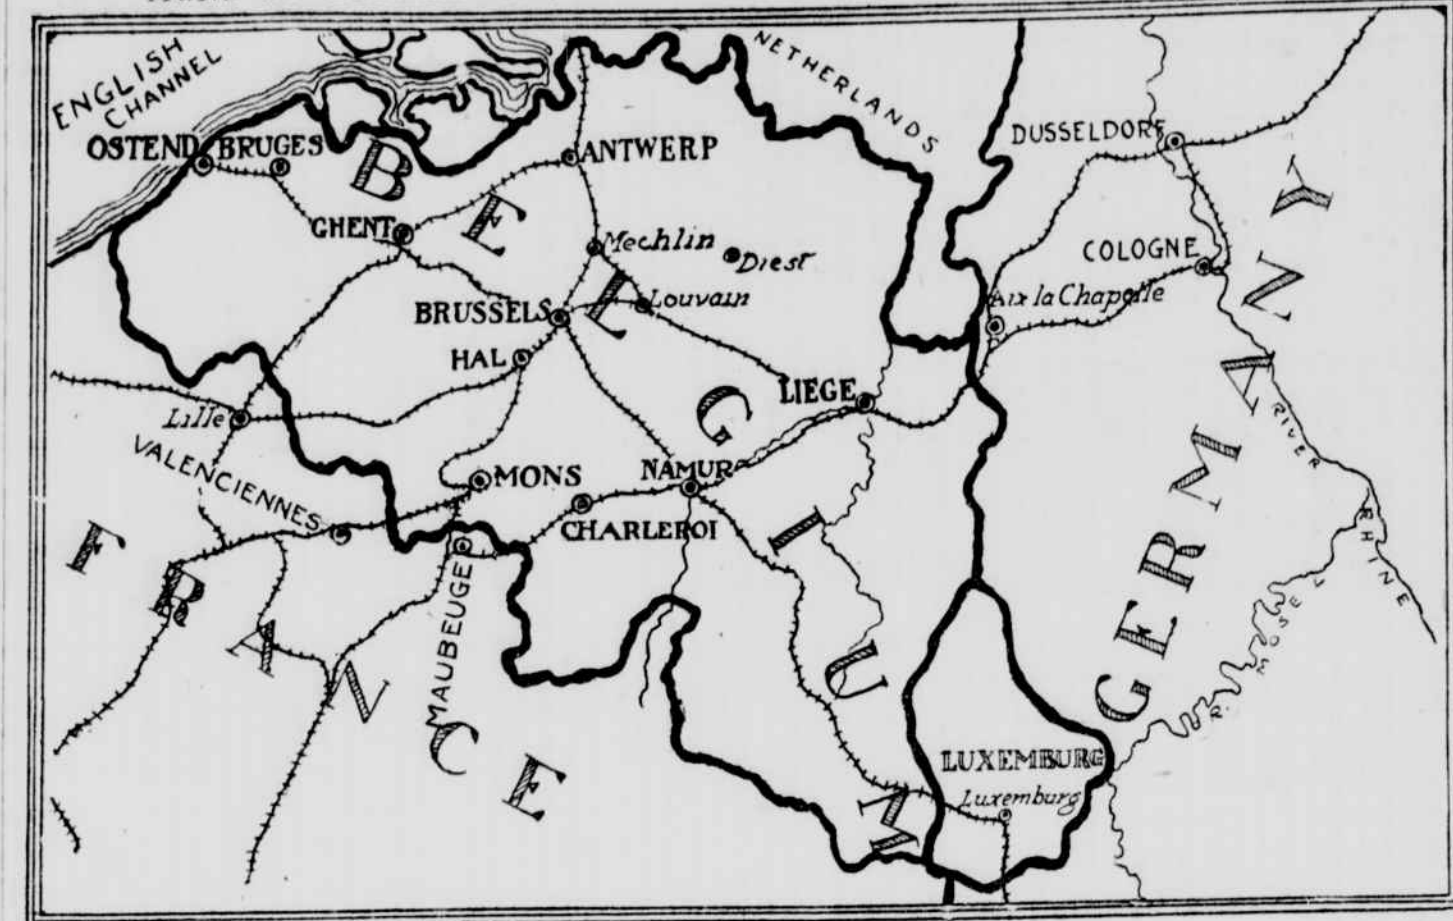 ENGLISH
CHANNEL
NETHERLANDS
OSTEND
BRUGES
ANTWERP
DUSSELDORF
GHENT
Mechlin
Diest
COLOGNE
BRUSSELS
Louvain
Aix la Chapelle
HAL
LIEGE
Lille
VALENCIENNES
MONS
NAMUR
CHARLEROI
MAUBEUGE
BELGIUM
FRANCE
GERMANY
RIVER
RHINE
R. MOSEL
LUXEMBURG
Luxemburg